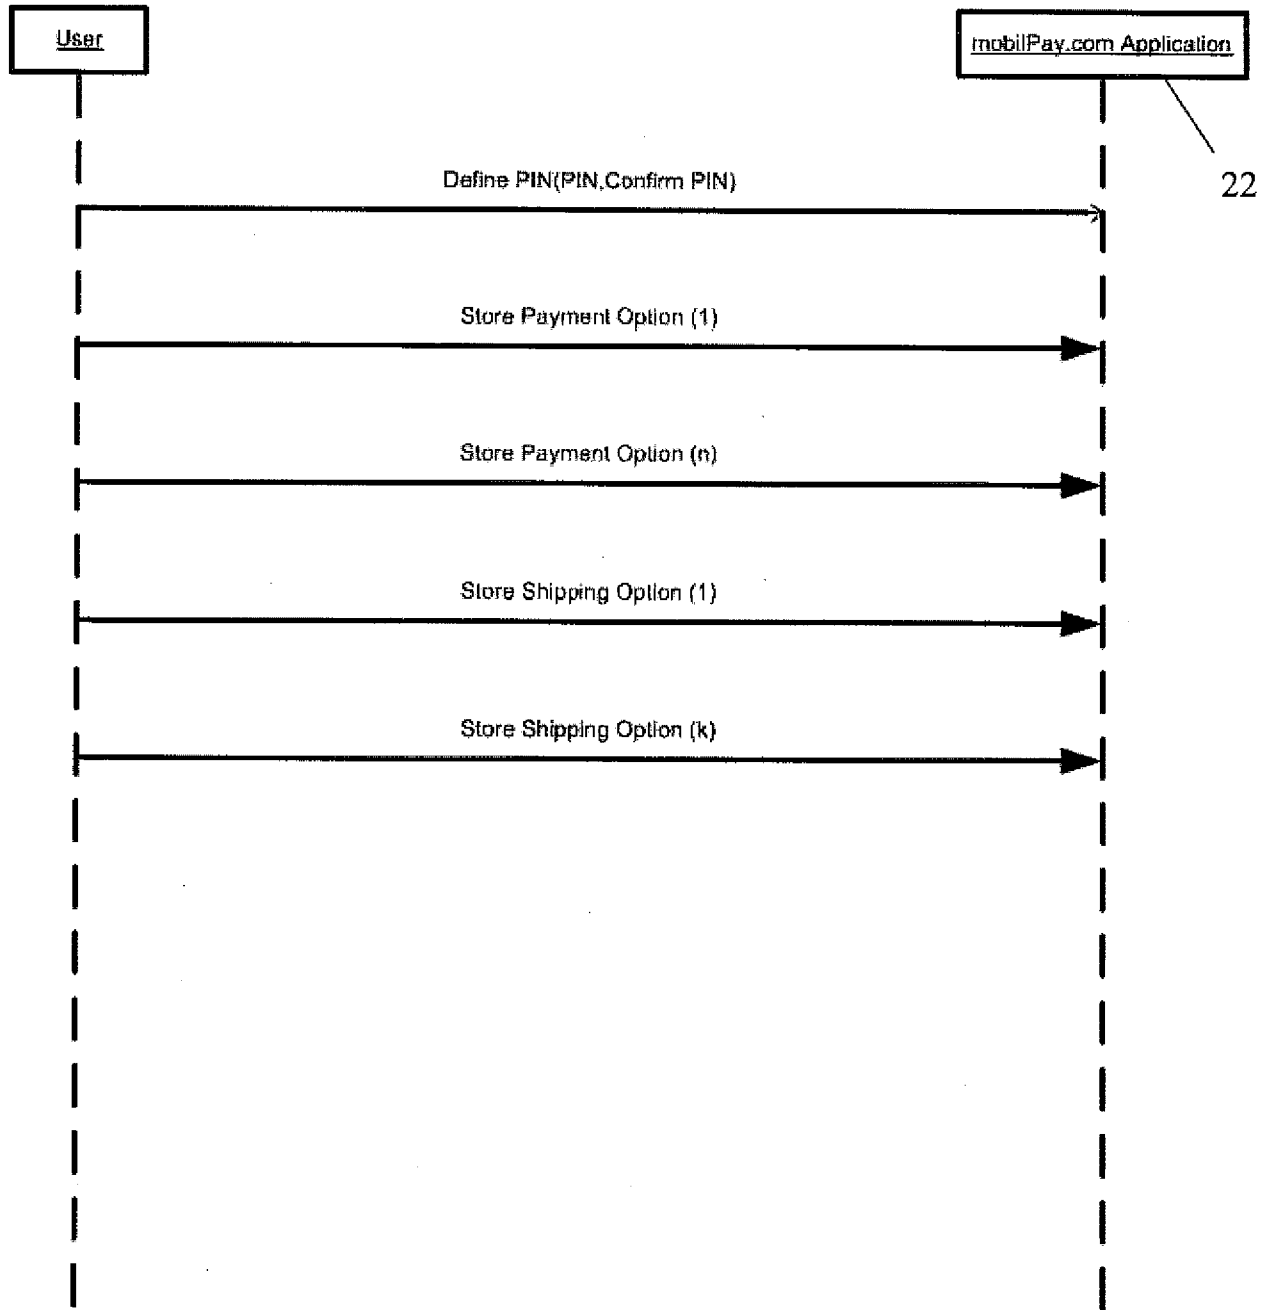 User
mobilPay.com Application
22
Define PIN(PIN,Confirm PIN)
Store Payment Option (1)
Store Payment Option (n)
Store Shipping Option (1)
Store Shipping Option (k)